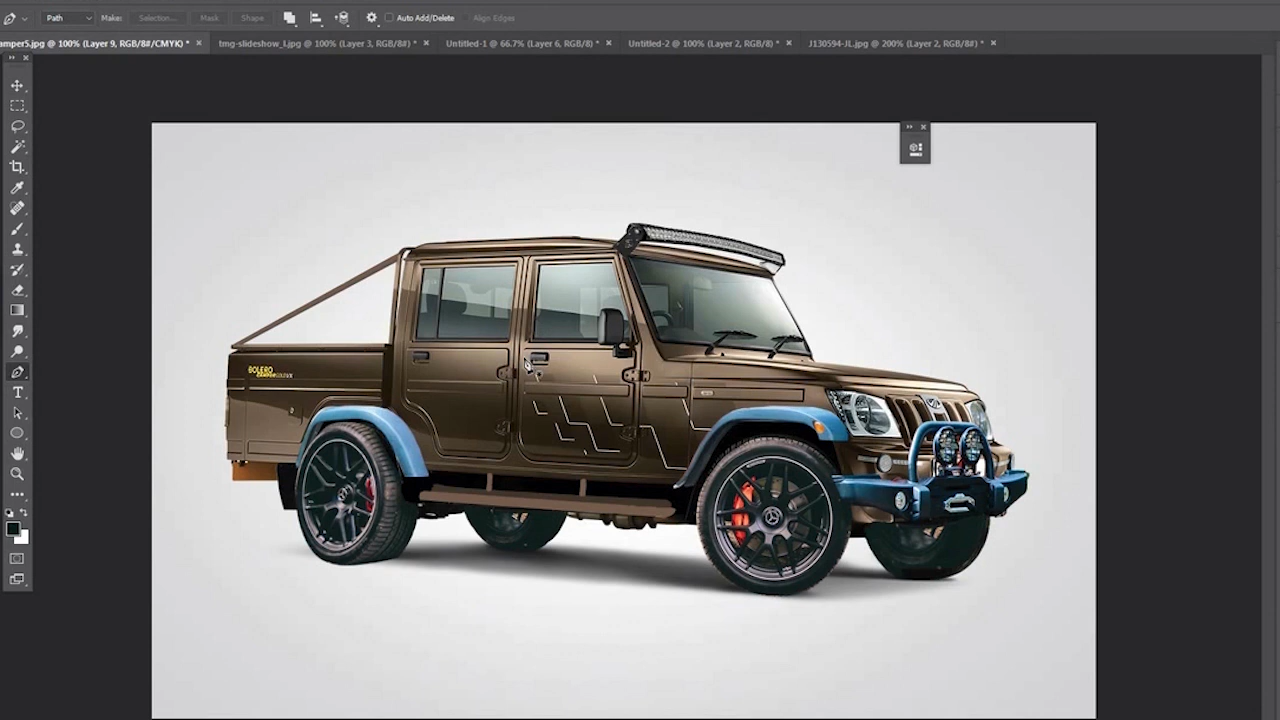 Path Make: Selection... Mask Shape Auto Add/Delete Align Edges
amper5.jpg @ 100% (Layer 9, RGB/8#/CMYK) * × tmg-slideshow_l.jpg @ 100% (Layer 3, RGB/8#) * × Untitled-1 @ 66.7% (Layer 6, RGB/8) * × Untitled-2 @ 100% (Layer 2, RGB/8) * × J130594-JL.jpg @ 200% (Layer 2, RGB/8#) * ×
BOLERO
CAMPER